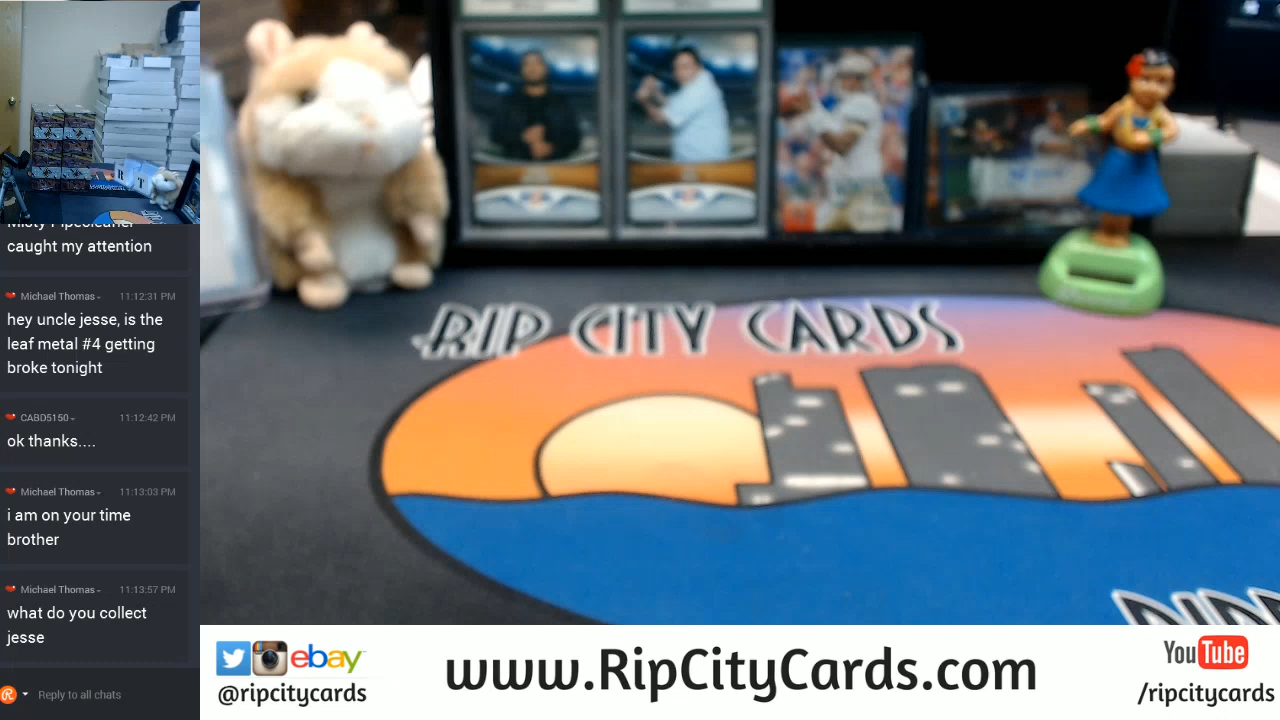 caught my attention
Michael Thomas 11:12:31 PM
hey uncle jesse, is the
leaf metal #4 getting
broke tonight
CABD5150 11:12:42 PM
ok thanks....
Michael Thomas 11:13:03 PM
i am on your time
brother
Michael Thomas 11:13:57 PM
what do you collect
jesse
Reply to all chats
RIP CITY CARDS
ebay
@ripcitycards
www.RipCityCards.com
YouTube
/ripcitycards